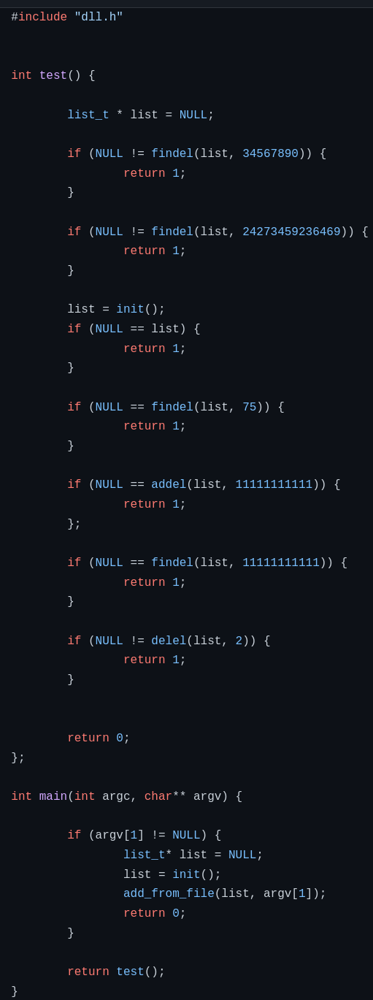 #include "dll.h"
int test() {
list_t * list = NULL;
if (NULL != findel(list, 34567890)) {
return 1;
}
if (NULL != findel(list, 24273459236469)) {
return 1;
}
list = init();
if (NULL == list) {
return 1;
}
if (NULL == findel(list, 75)) {
return 1;
}
if (NULL == addel(list, 11111111111)) {
return 1;
};
if (NULL == findel(list, 11111111111)) {
return 1;
}
if (NULL != delel(list, 2)) {
return 1;
}
return 0;
};
int main(int argc, char** argv) {
if (argv[1] != NULL) {
list_t* list = NULL;
list = init();
add_from_file(list, argv[1]);
return 0;
}
return test();
}